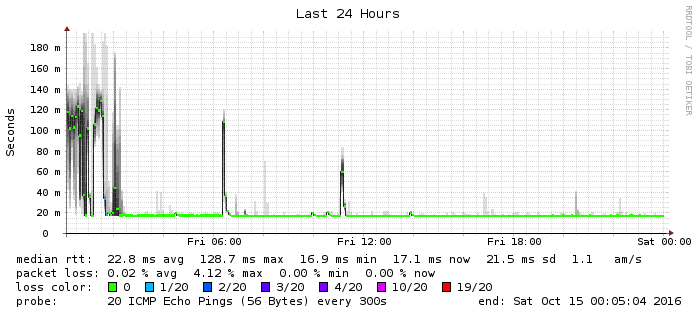 Last 24 Hours
RRDTOOL / TOBI OETIKER
Seconds
180 m
160 m
140 m
120 m
100 m
80 m
60 m
40 m
20 m
0
Fri 06:00 Fri 12:00 Fri 18:00 Sat 00:00
median rtt: 22.8 ms avg 128.7 ms max 16.9 ms min 17.1 ms now 21.5 ms sd 1.1 am/s
packet loss: 0.02 % avg 4.12 % max 0.00 % min 0.00 % now
loss color: 0 1/20 2/20 3/20 4/20 10/20 19/20
probe: 20 ICMP Echo Pings (56 Bytes) every 300s end: Sat Oct 15 00:05:04 2016